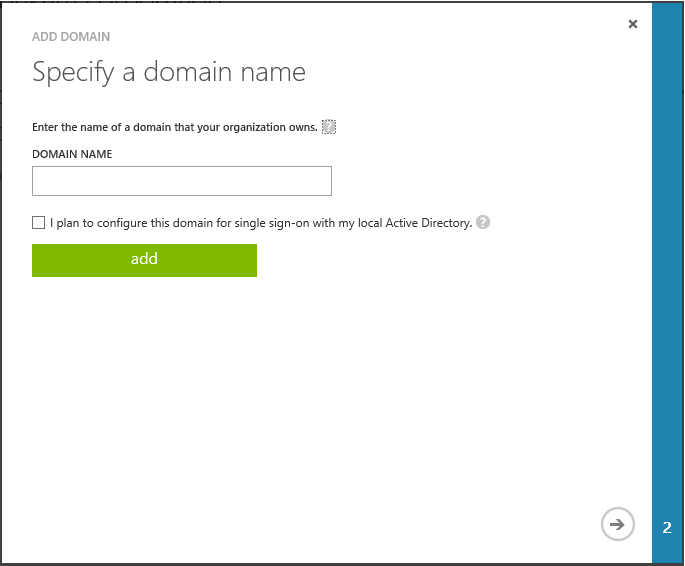 ADD DOMAIN
Specify a domain name
Enter the name of a domain that your organization owns. ?
DOMAIN NAME
I plan to configure this domain for single sign-on with my local Active Directory. ?
add
2